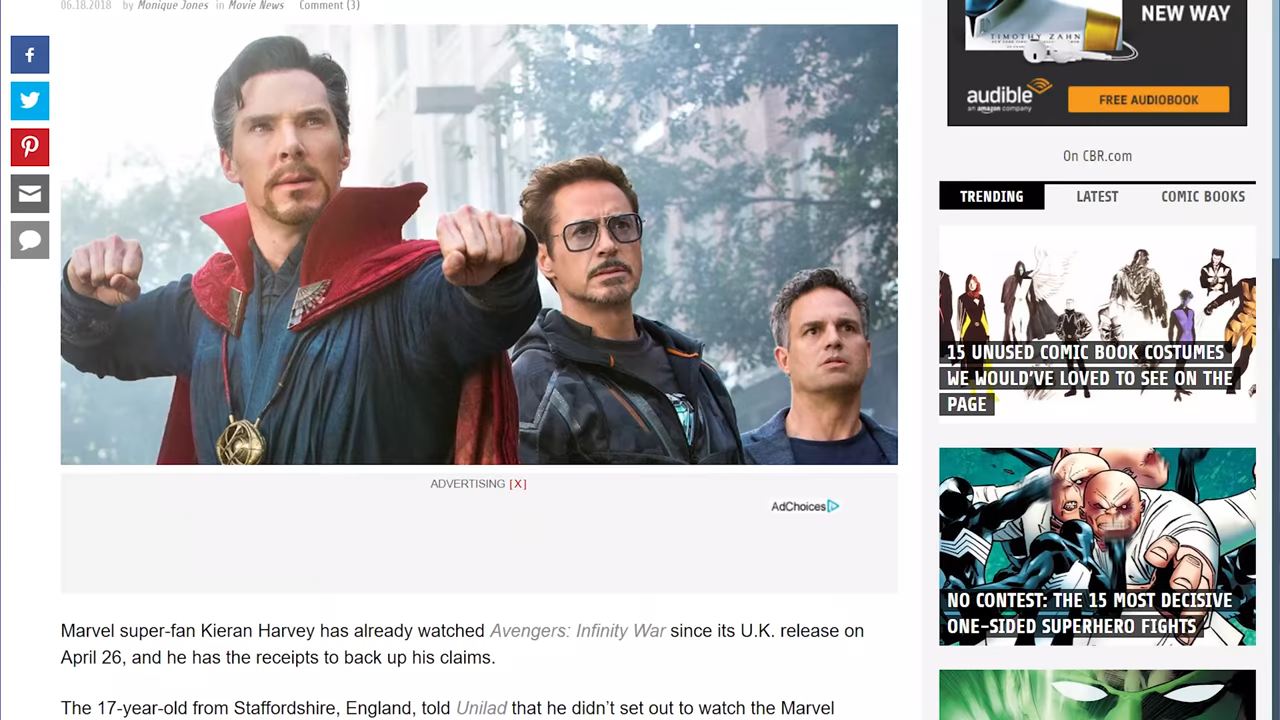 06.18.2018 by Monique Jones in Movie News Comment (3)
NEW WAY
TIMOTHY ZAHN
audible
an amazon company
FREE AUDIOBOOK
On CBR.com
TRENDING LATEST COMIC BOOKS
15 UNUSED COMIC BOOK COSTUMES
WE WOULD'VE LOVED TO SEE ON THE
PAGE
NO CONTEST: THE 15 MOST DECISIVE
ONE-SIDED SUPERHERO FIGHTS
ADVERTISING [X]
AdChoices
Marvel super-fan Kieran Harvey has already watched Avengers: Infinity War since its U.K. release on
April 26, and he has the receipts to back up his claims.
The 17-year-old from Staffordshire, England, told Unilad that he didn't set out to watch the Marvel